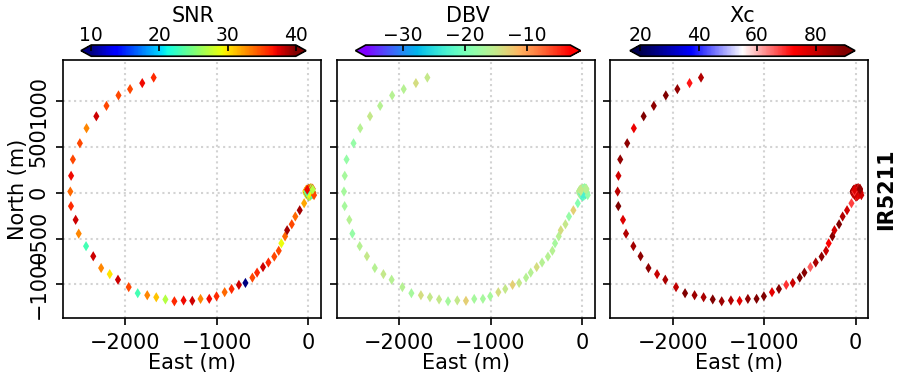 SNR DBV Xc
10 20 30 40 −30 −20 −10 20 40 60 80
North (m)
1000
500
0
−500
−1000
IR5211
−2000 −1000 0 −2000 −1000 0 −2000 −1000 0
East (m) East (m) East (m)